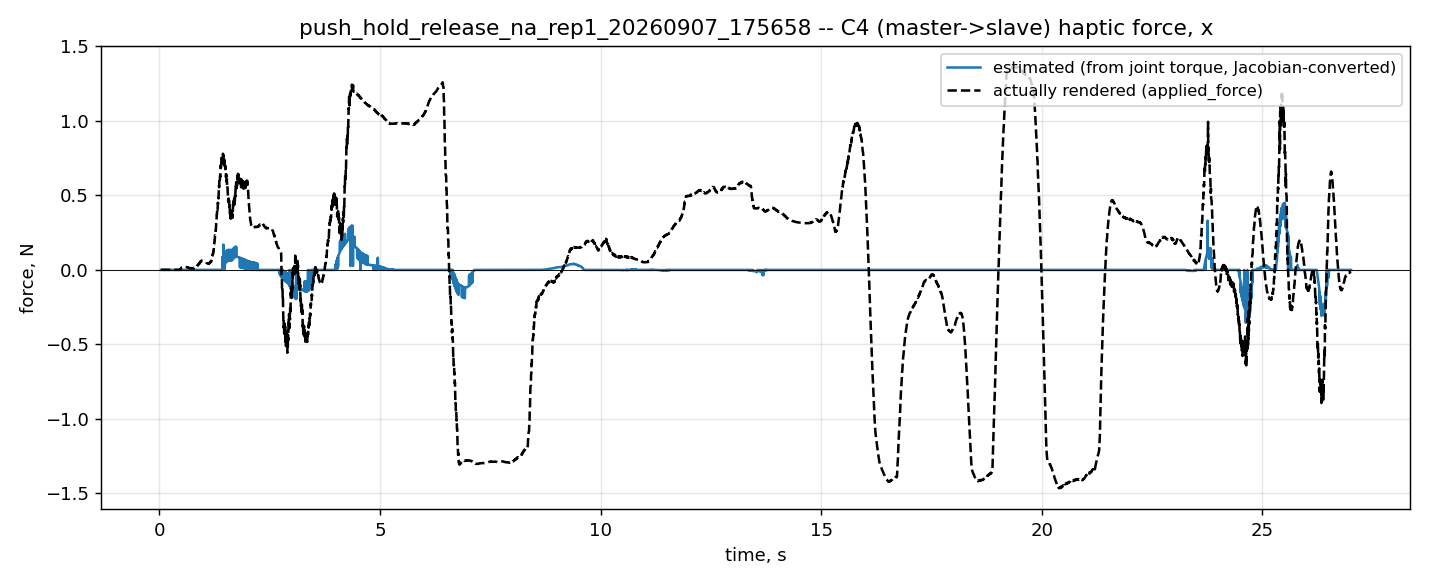 push_hold_release_na_rep1_20260907_175658 -- C4 (master->slave) haptic force, x
estimated (from joint torque, Jacobian-converted)
actually rendered (applied_force)
force, N
1.5
1.0
0.5
0.0
−0.5
−1.0
−1.5
0 5 10 15 20 25
time, s